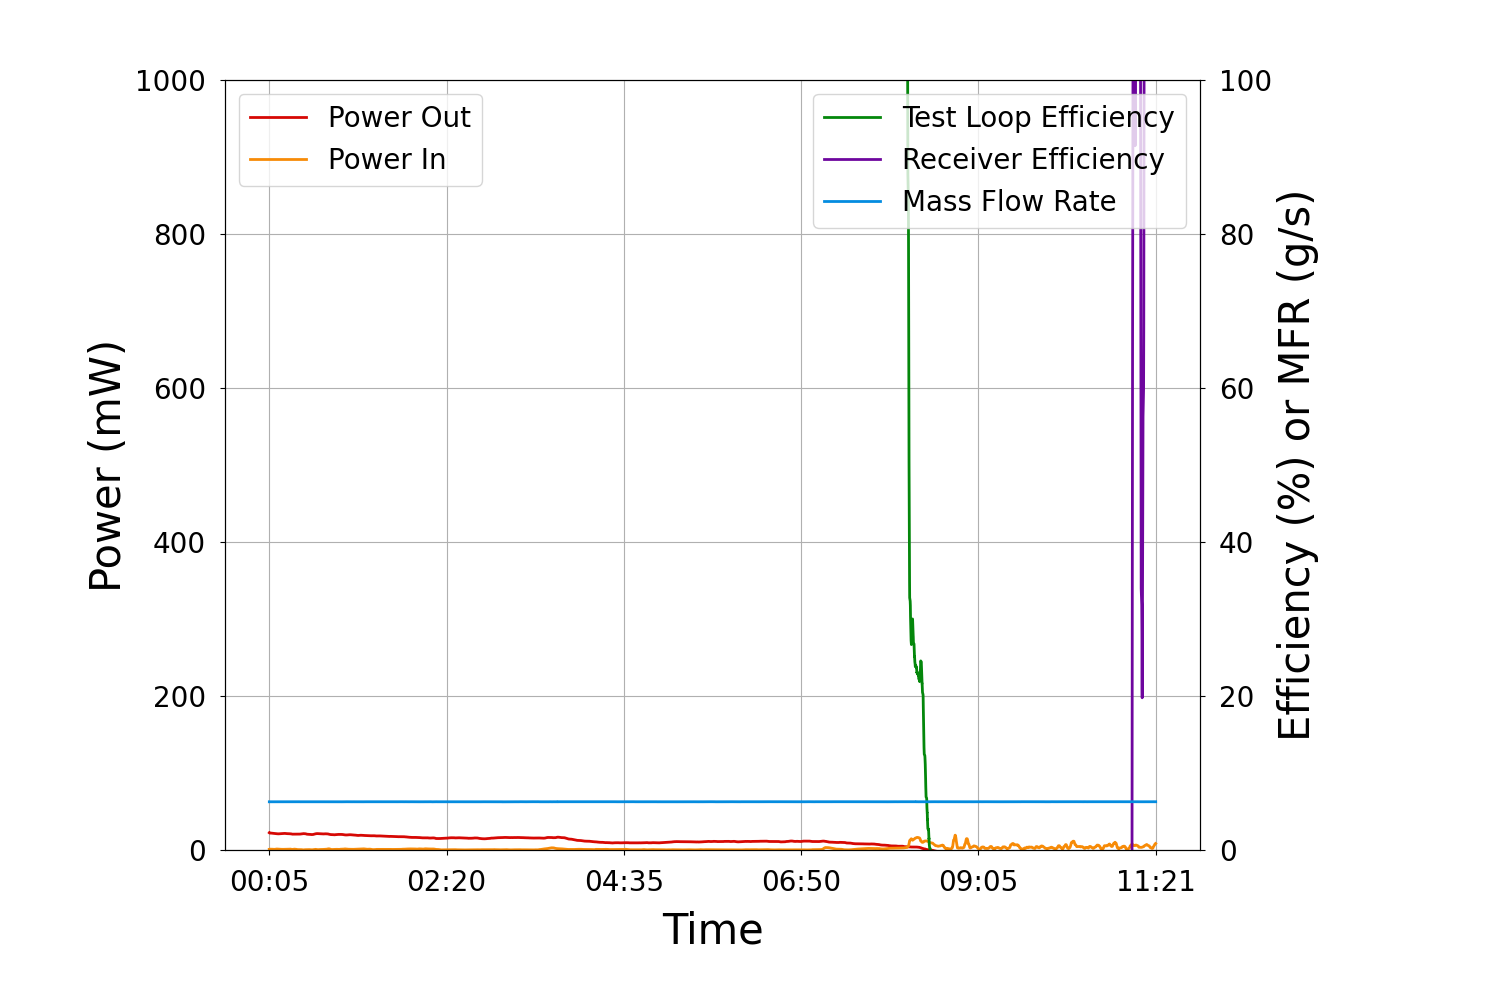 1000
800
600
400
200
0
Power (mW)
Power Out
Power In
Test Loop Efficiency
Receiver Efficiency
Mass Flow Rate
100
80
60
40
20
0
Efficiency (%) or MFR (g/s)
00:05 02:20 04:35 06:50 09:05 11:21
Time